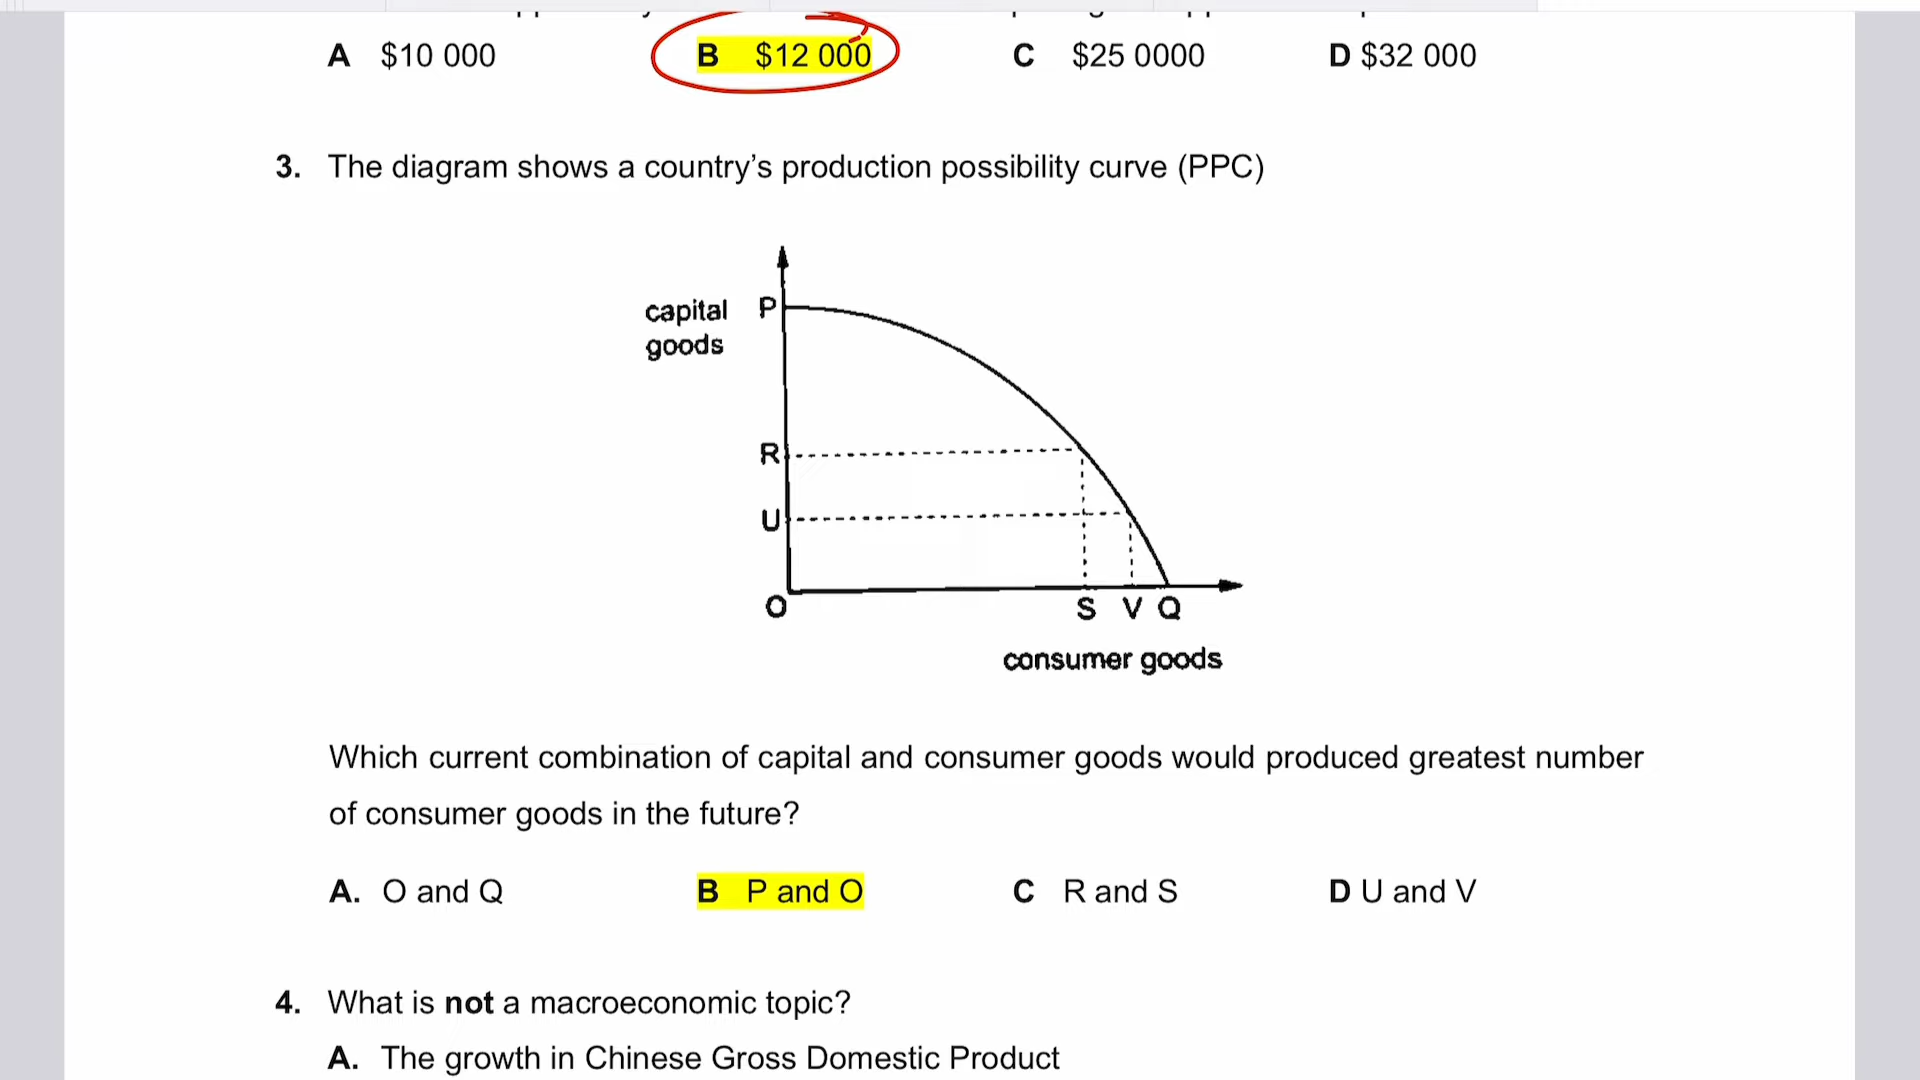 A $10 000 B $12 000 C $25 0000 D $32 000
3. The diagram shows a country's production possibility curve (PPC)
capital
goods
P
R
U
O
S V Q
consumer goods
Which current combination of capital and consumer goods would produced greatest number
of consumer goods in the future?
A. O and Q B P and O C R and S D U and V
4. What is not a macroeconomic topic?
A. The growth in Chinese Gross Domestic Product